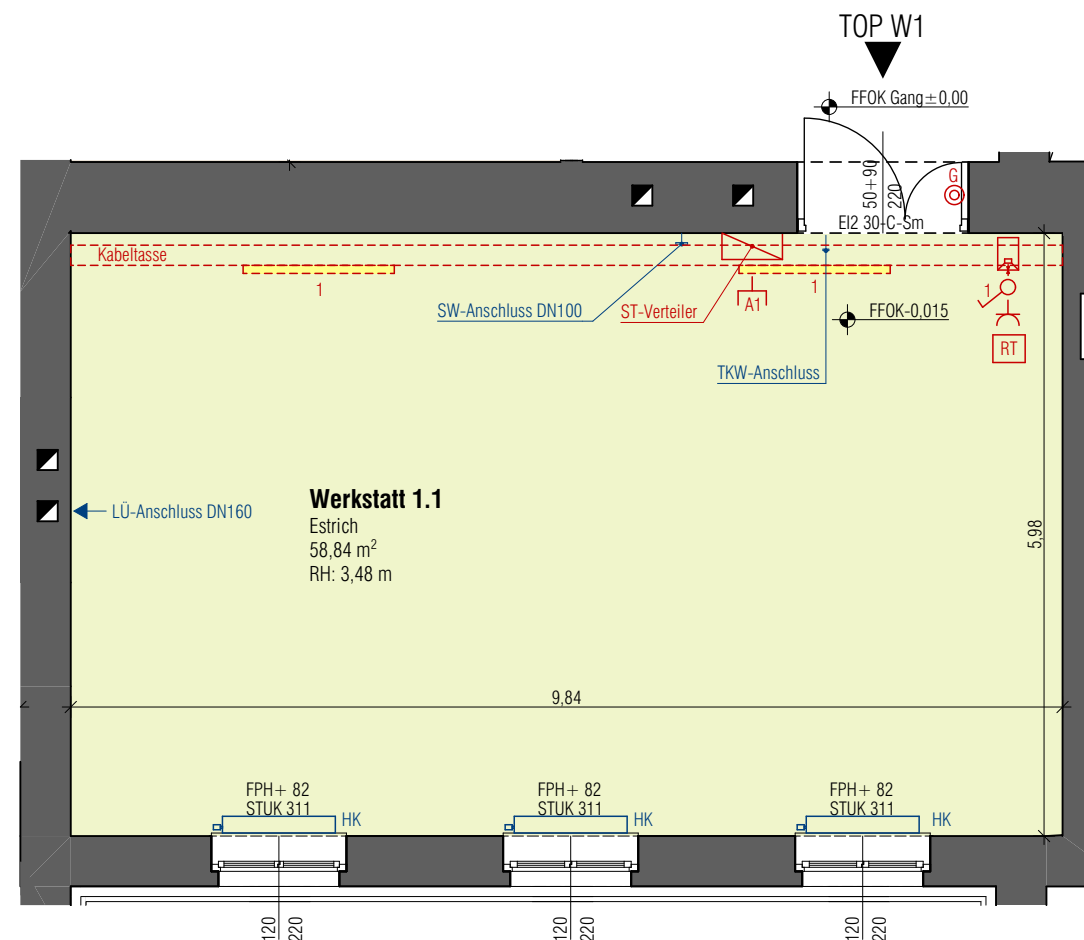 TOP W1
FFOK Gang±0,00
50+90
220
G
EI2 30-C-Sm
Kabeltasse
1
1
1
SW-Anschluss DN100
ST-Verteiler
A1
FFOK-0,015
RT
TKW-Anschluss
LÜ-Anschluss DN160
Werkstatt 1.1
Estrich
58,84 m²
RH: 3,48 m
5,98
9,84
FPH+ 82
STUK 311
HK
FPH+ 82
STUK 311
HK
FPH+ 82
STUK 311
HK
120
220
120
220
120
220